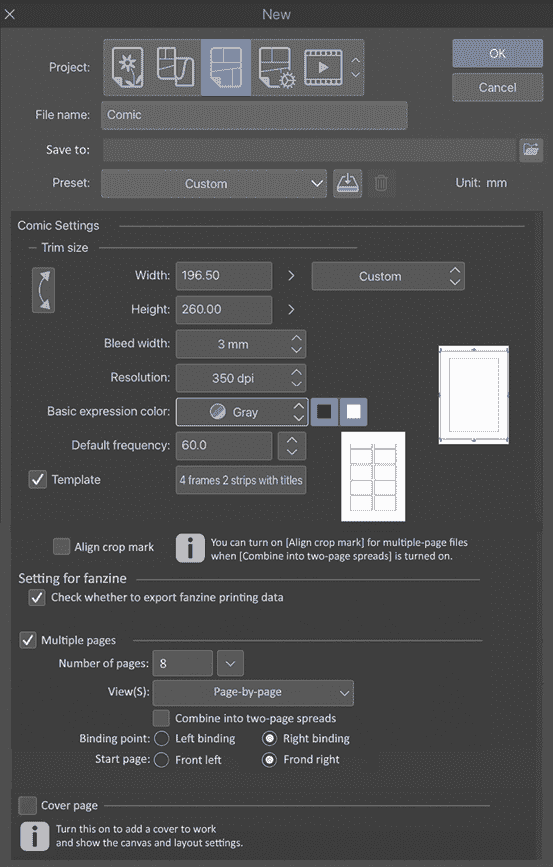 New
Project:
OK
Cancel
File name: Comic
Save to:
Preset: Custom Unit: mm
Comic Settings
Trim size
Width: 196.50 Custom
Height: 260.00
Bleed width: 3 mm
Resolution: 350 dpi
Basic expression color: Gray
Default frequency: 60.0
Template 4 frames 2 strips with titles
Align crop mark
You can turn on [Align crop mark] for multiple-page files
when [Combine into two-page spreads] is turned on.
Setting for fanzine
Check whether to export fanzine printing data
Multiple pages
Number of pages: 8
View(S): Page-by-page
Combine into two-page spreads
Binding point: Left binding Right binding
Start page: Front left Frond right
Cover page
Turn this on to add a cover to work
and show the canvas and layout settings.